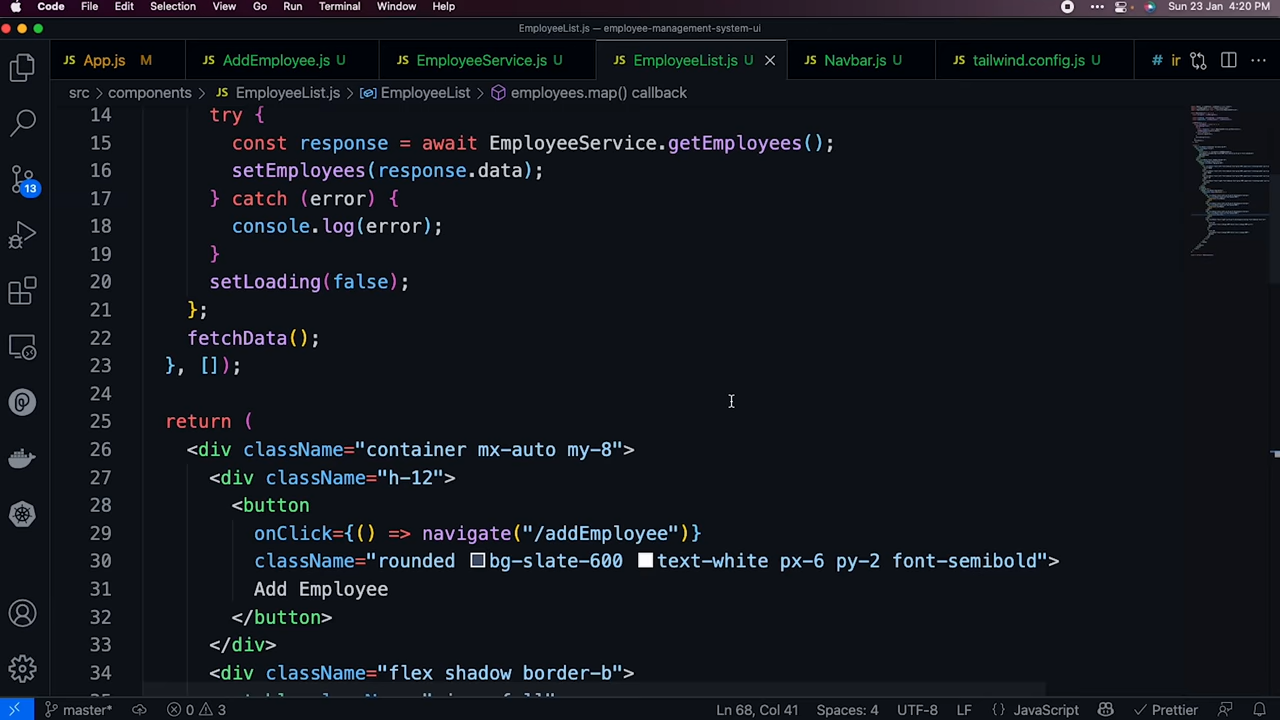 Code File Edit Selection View Go Run Terminal Window Help Sun 23 Jan 4:20 PM
EmployeeList.js — employee-management-system-ui
JS App.js M JS AddEmployee.js U JS EmployeeService.js U JS EmployeeList.js U JS Navbar.js U JS tailwind.config.js U # ir
src > components > JS EmployeeList.js > EmployeeList > employees.map() callback
14 try {
15 const response = await EmployeeService.getEmployees();
16 setEmployees(response.data);
17 } catch (error) {
18 console.log(error);
19 }
20 setLoading(false);
21 };
22 fetchData();
23 }, []);
24
25 return (
26 <div className="container mx-auto my-8">
27 <div className="h-12">
28 <button
29 onClick={() => navigate("/addEmployee")}
30 className="rounded bg-slate-600 text-white px-6 py-2 font-semibold">
31 Add Employee
32 </button>
33 </div>
34 <div className="flex shadow border-b">
13
master* 0 3 Ln 68, Col 41 Spaces: 4 UTF-8 LF {} JavaScript Prettier